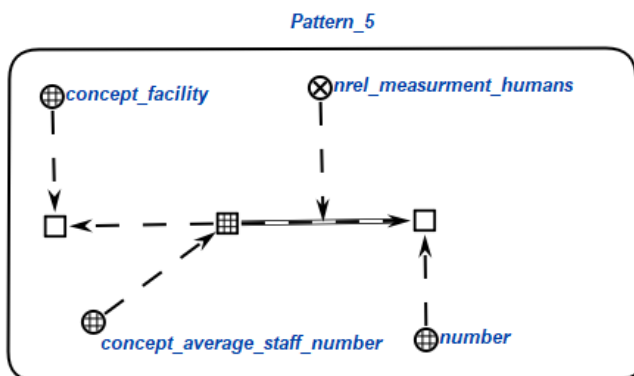 Pattern_5
concept_facility
nrel_measurment_humans
concept_average_staff_number
number